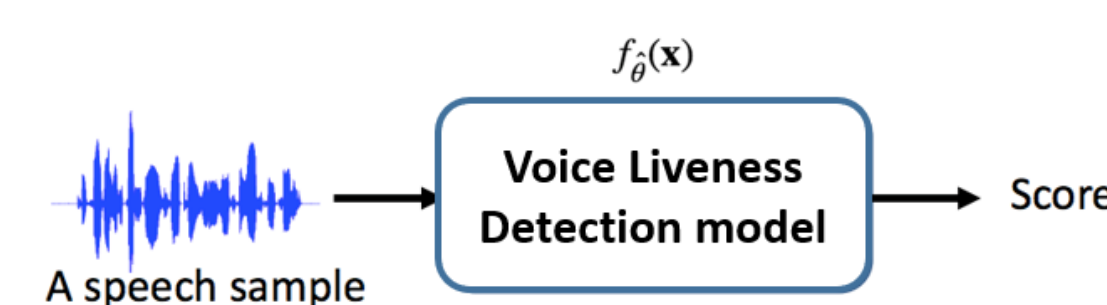 f_θ̂(x)
Voice Liveness
Detection model
Score
A speech sample